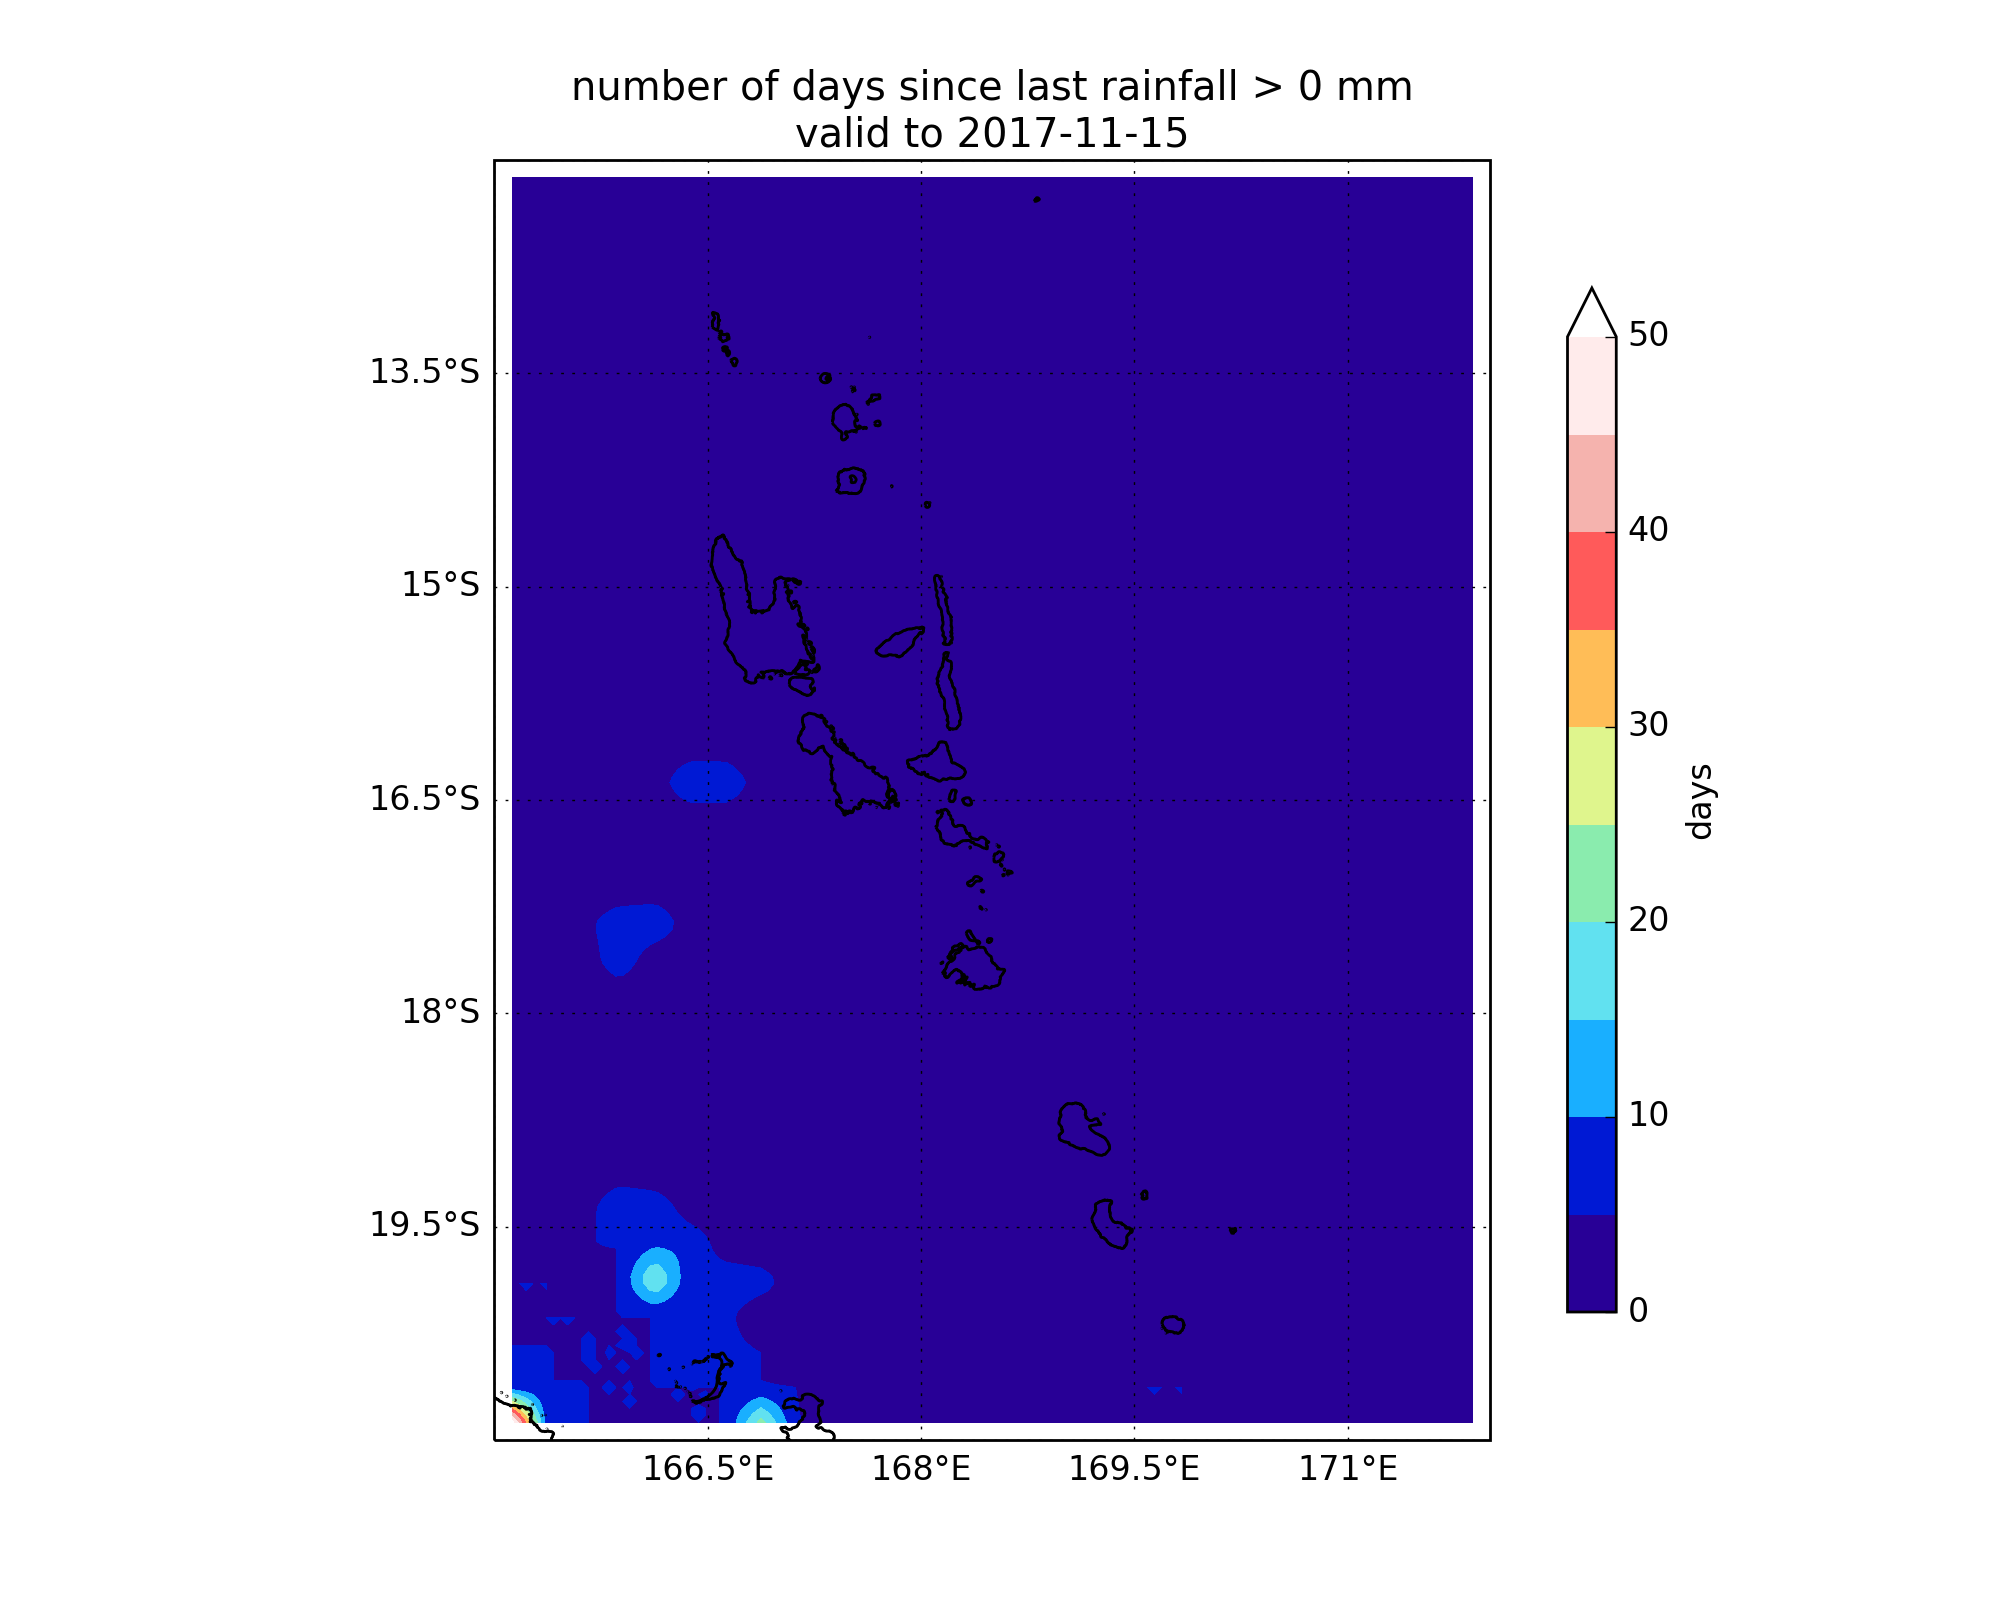 number of days since last rainfall > 0 mm
valid to 2017-11-15
13.5°S
15°S
16.5°S
18°S
19.5°S
166.5°E
168°E
169.5°E
171°E
50
40
30
20
10
0
days